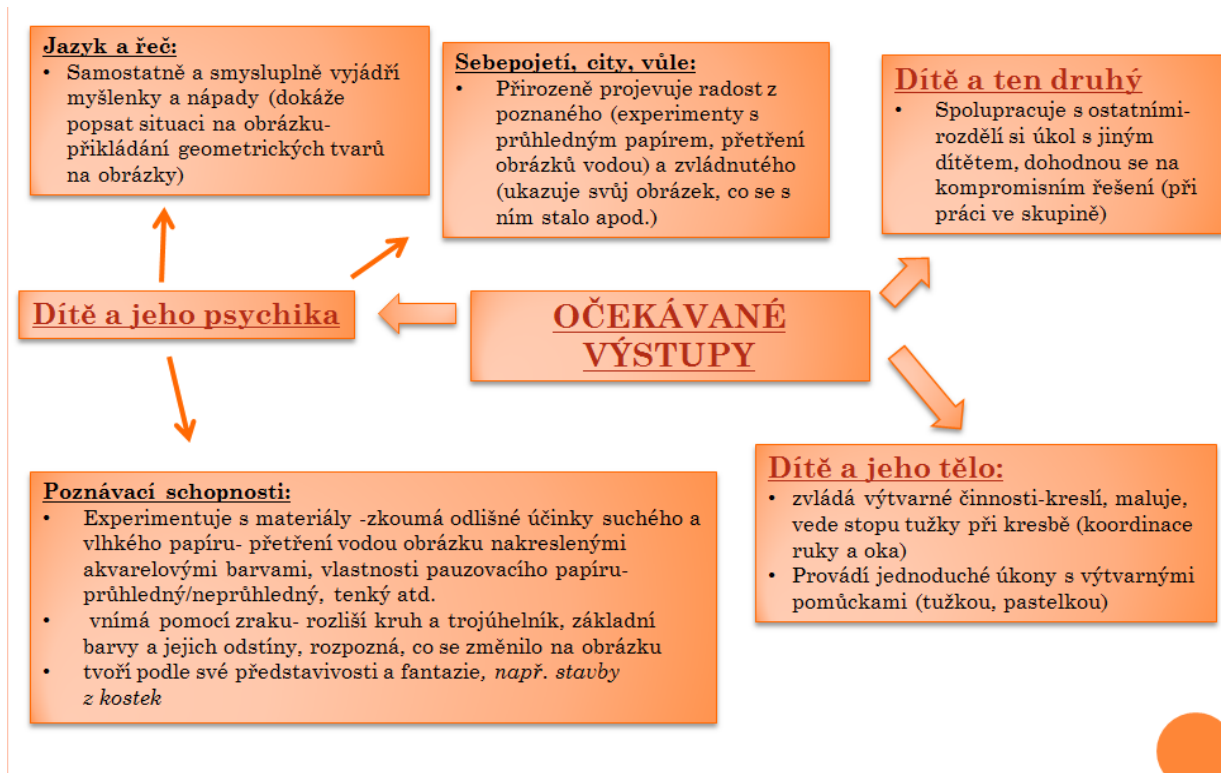 Jazyk a řeč:
• Samostatně a smysluplně vyjádří
myšlenky a nápady (dokáže
popsat situaci na obrázku-
přikládání geometrických tvarů
na obrázky)
Sebepojetí, city, vůle:
• Přirozeně projevuje radost z
poznaného (experimenty s
průhledným papírem, přetření
obrázků vodou) a zvládnutého
(ukazuje svůj obrázek, co se s
ním stalo apod.)
Dítě a ten druhý
• Spolupracuje s ostatními-
rozdělí si úkol s jiným
dítětem, dohodnou se na
kompromisním řešení (při
práci ve skupině)
Dítě a jeho psychika
OČEKÁVANÉ
VÝSTUPY
Poznávací schopnosti:
• Experimentuje s materiály -zkoumá odlišné účinky suchého a
vlhkého papíru- přetření vodou obrázku nakreslenými
akvarelovými barvami, vlastnosti pauzovacího papíru-
průhledný/neprůhledný, tenký atd.
• vnímá pomocí zraku- rozliší kruh a trojúhelník, základní
barvy a jejich odstíny, rozpozná, co se změnilo na obrázku
• tvoří podle své představivosti a fantazie, např. stavby
z kostek
Dítě a jeho tělo:
• zvládá výtvarné činnosti-kreslí, maluje,
vede stopu tužky při kresbě (koordinace
ruky a oka)
• Provádí jednoduché úkony s výtvarnými
pomůckami (tužkou, pastelkou)